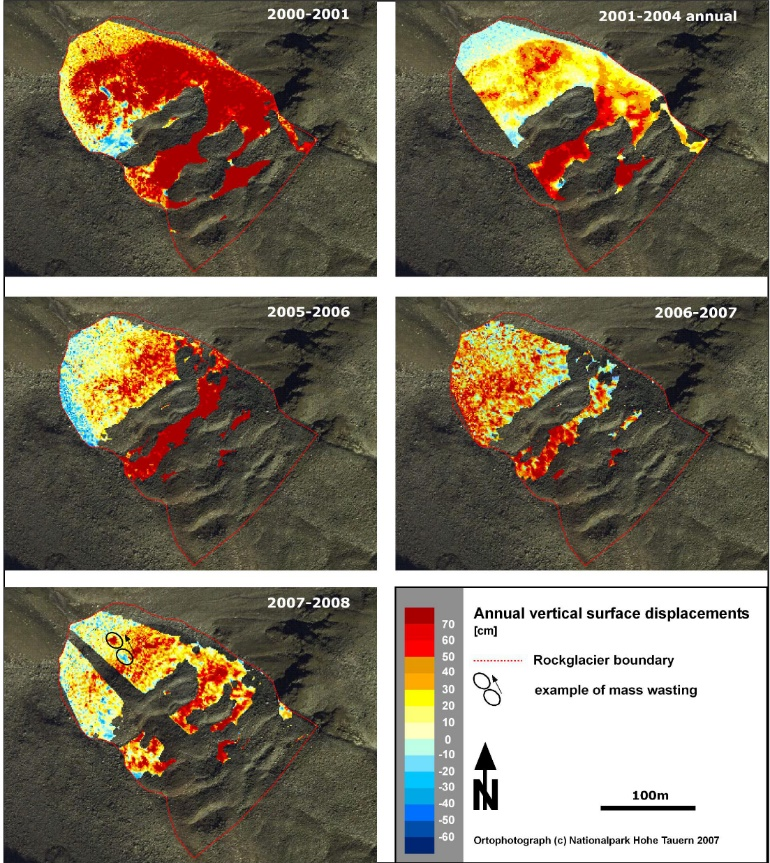 2000-2001
2001-2004 annual
2005-2006
2006-2007
2007-2008
Annual vertical surface displacements
[cm]
70
60
50
40
30
20
10
0
-10
-20
-30
-40
-50
-60
Rockglacier boundary
example of mass wasting
N
100m
Ortophotograph (c) Nationalpark Hohe Tauern 2007